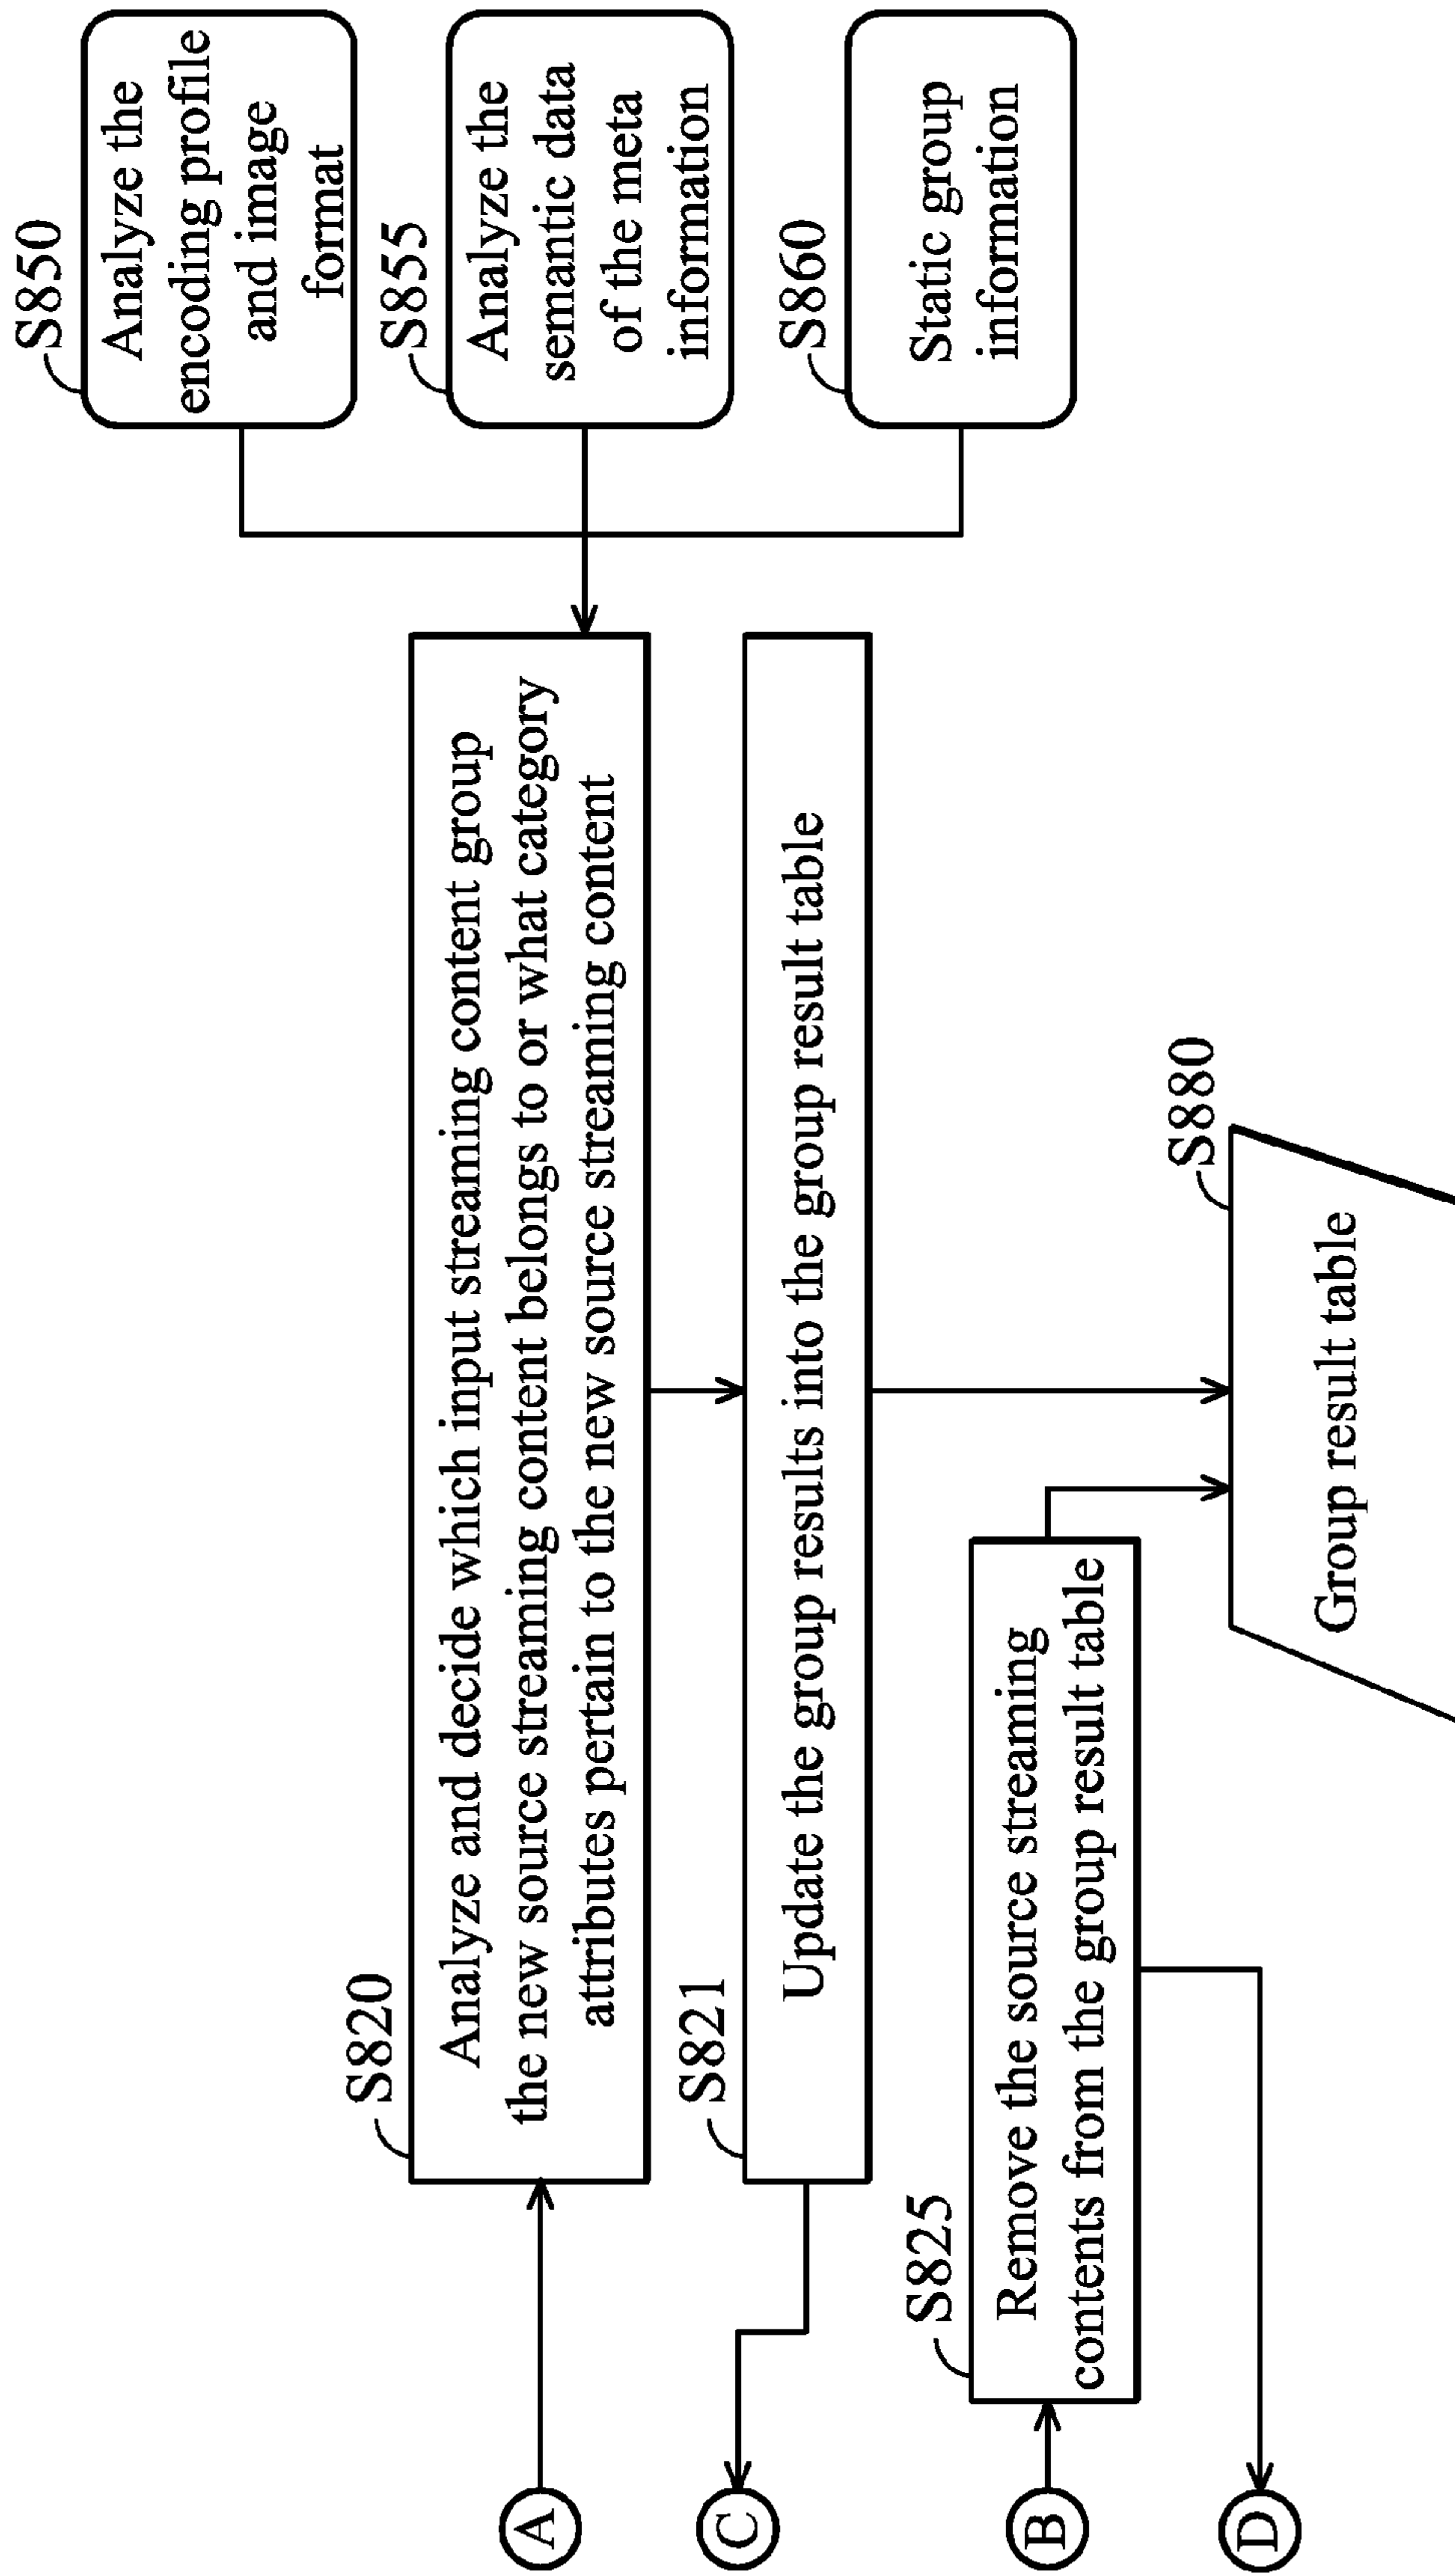 S850
Analyze the
encoding profile
and image
format
S820
Analyze and decide which input streaming content group
the new source streaming content belongs to or what category
attributes pertain to the new source streaming content
A
S855
Analyze the
semantic data
of the meta
information
S821
Update the group results into the group result table
C
S860
Static group
information
S825
Remove the source streaming
contents from the group result table
B
S880
Group result table
D